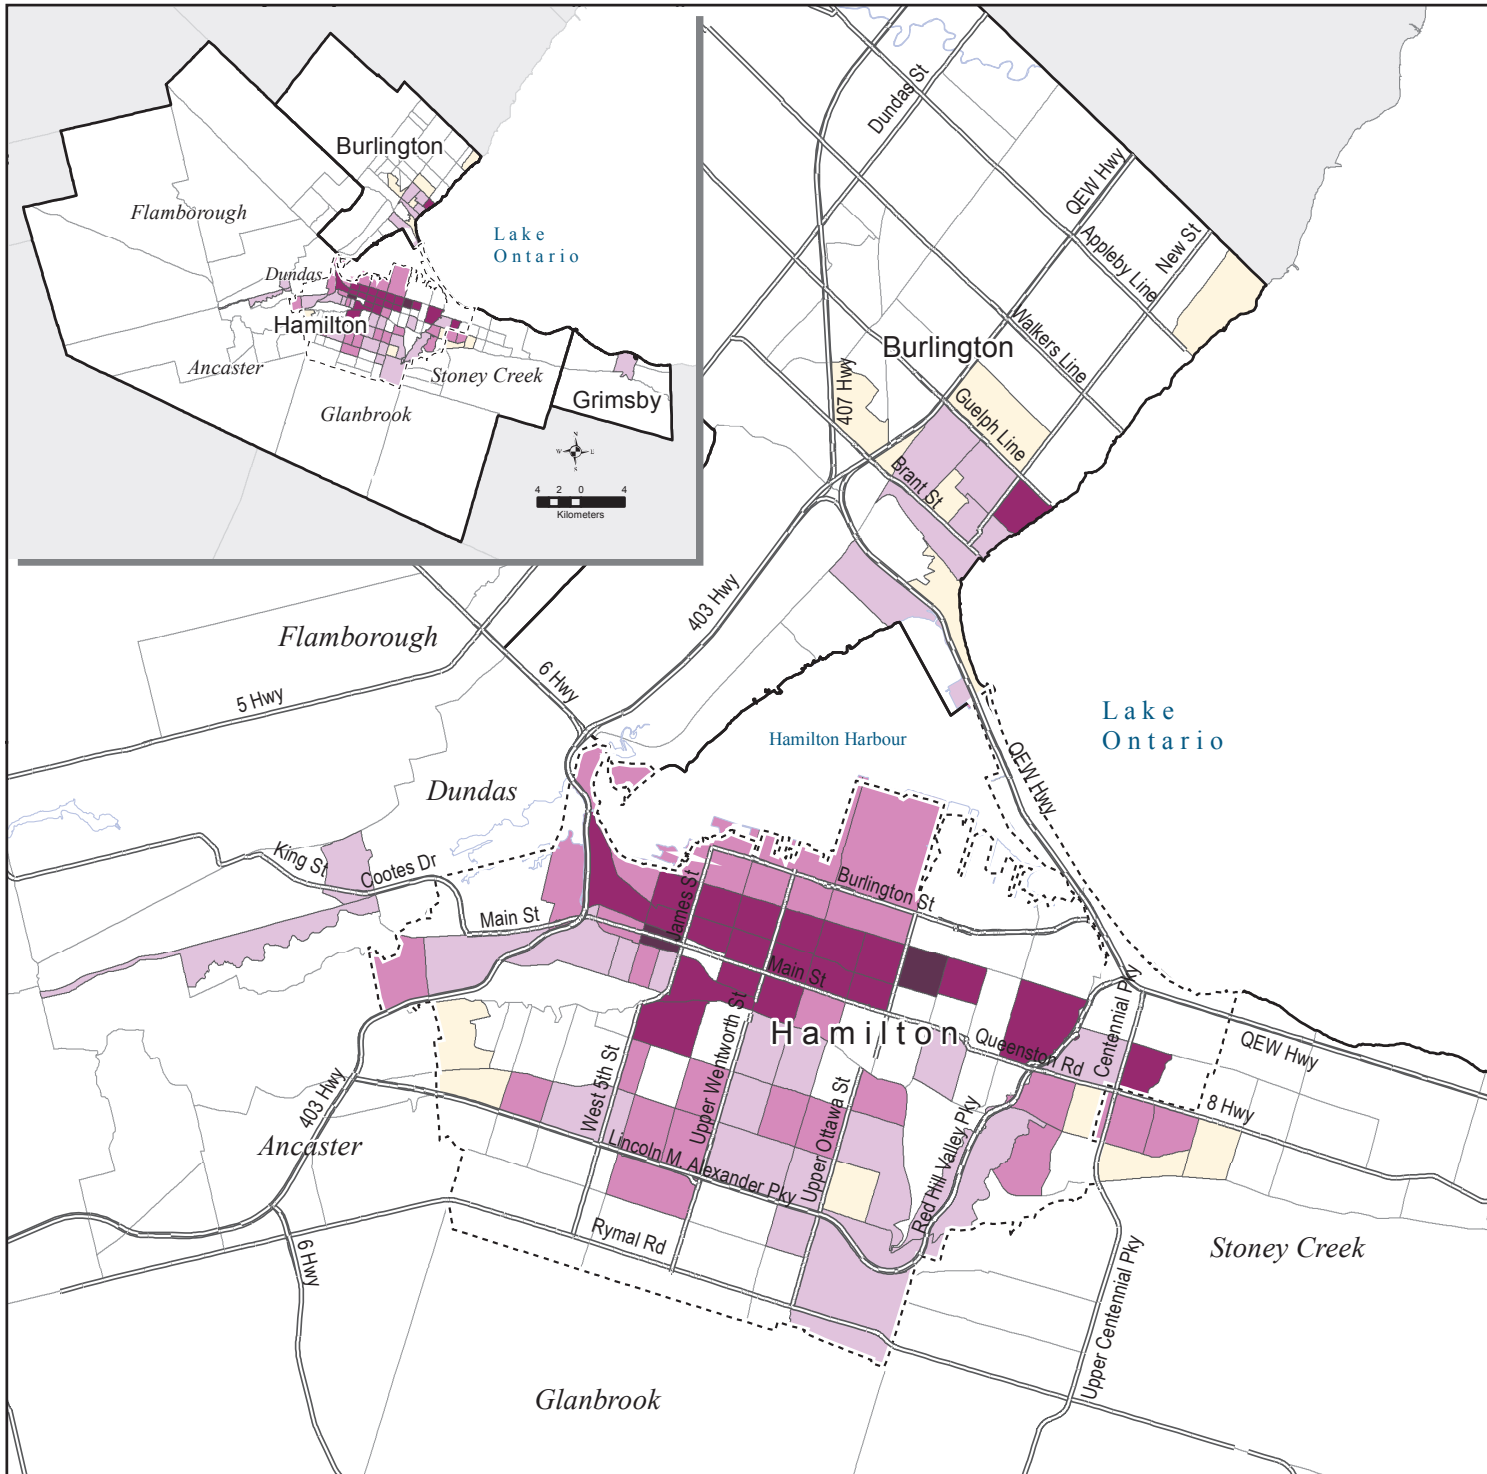 Burlington
Flamborough
Lake
Ontario
Dundas
Hamilton
Ancaster
Stoney Creek
Grimsby
Glanbrook
N
W
E
S
4 2 0 4
Kilometers
Dundas St
QEW Hwy
Appleby Line
New St
Walkers Line
Burlington
407 Hwy
Guelph Line
Brant St
403 Hwy
Flamborough
6 Hwy
5 Hwy
Lake
Ontario
Hamilton Harbour
QEW Hwy
Dundas
King St
Cootes Dr
Main St
James St
Burlington St
Main St
Hamilton
Centennial Pky
Queenston Rd
QEW Hwy
8 Hwy
403 Hwy
Ancaster
West 5th St
Upper Wentworth St
Upper Ottawa St
Lincoln M. Alexander Pky
Red Hill Valley Pky
Rymal Rd
6 Hwy
Stoney Creek
Upper Centennial Pky
Glanbrook